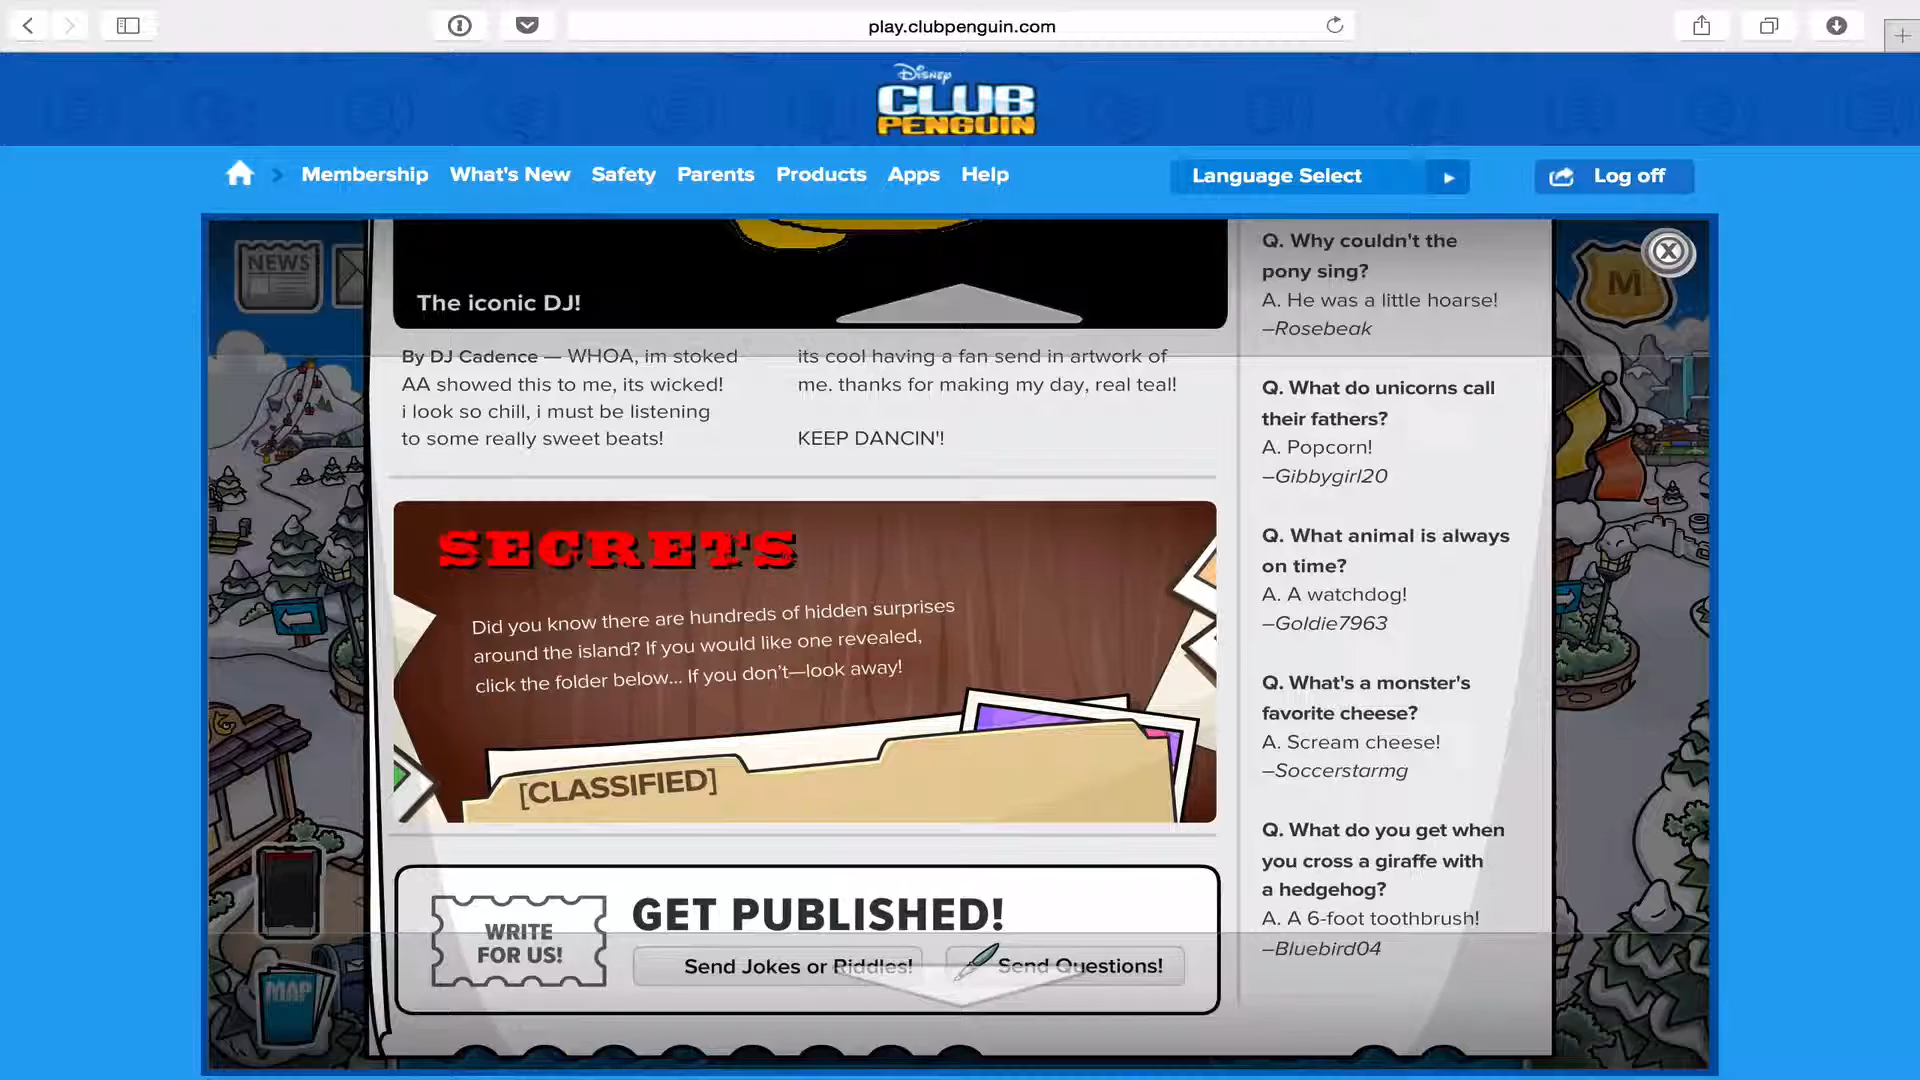 play.clubpenguin.com
Disney
CLUB
PENGUIN
Membership What's New Safety Parents Products Apps Help
Language Select
Log off
NEWS
M
MAP
The iconic DJ!
By DJ Cadence — WHOA, im stoked
AA showed this to me, its wicked!
i look so chill, i must be listening
to some really sweet beats!
its cool having a fan send in artwork of
me. thanks for making my day, real teal!
KEEP DANCIN'!
SECRETS
Did you know there are hundreds of hidden surprises
around the island? If you would like one revealed,
click the folder below... If you don't—look away!
[CLASSIFIED]
WRITE
FOR US!
GET PUBLISHED!
Send Jokes or Riddles!
Send Questions!
Q. Why couldn't the
pony sing?
A. He was a little hoarse!
–Rosebeak
Q. What do unicorns call
their fathers?
A. Popcorn!
–Gibbygirl20
Q. What animal is always
on time?
A. A watchdog!
–Goldie7963
Q. What's a monster's
favorite cheese?
A. Scream cheese!
–Soccerstarmg
Q. What do you get when
you cross a giraffe with
a hedgehog?
A. A 6-foot toothbrush!
–Bluebird04